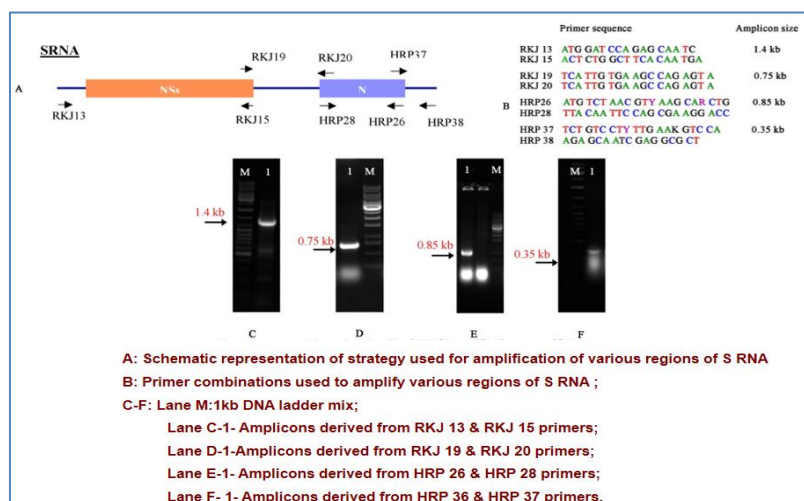 SRNA
RKJ19
RKJ20
HRP37
A
NSs
N
RKJ13
RKJ15
HRP28
HRP26
HRP38
Primer sequence Amplicon size
RKJ 13 ATG GAT CCA GAG CAA TC 1.4 kb
RKJ 15 ACT CTG GCT TCA CAA TGA
RKJ 19 TCA TTG TGA AGC CAG AGT A 0.75 kb
RKJ 20 TCA TTG TGA AGC CAG AGT A
B
HRP26 ATG TCT AAC GTY AAG CAR CTG 0.85 kb
HRP28 TTA CAA TTC CAG CGA AGG ACC
HRP 37 TCT GTC CTY TTG AAK GTC CA 0.35 kb
HRP 38 AGA GCA ATC GAG GCG CT
M 1
1 M
1 M
M 1
1.4 kb
0.75 kb
0.85 kb
0.35 kb
C D E F
A: Schematic representation of strategy used for amplification of various regions of S RNA
B: Primer combinations used to amplify various regions of S RNA ;
C-F: Lane M:1kb DNA ladder mix;
Lane C-1- Amplicons derived from RKJ 13 & RKJ 15 primers;
Lane D-1-Amplicons derived from RKJ 19 & RKJ 20 primers;
Lane E-1- Amplicons derived from HRP 26 & HRP 28 primers;
Lane F- 1- Amplicons derived from HRP 36 & HRP 37 primers.